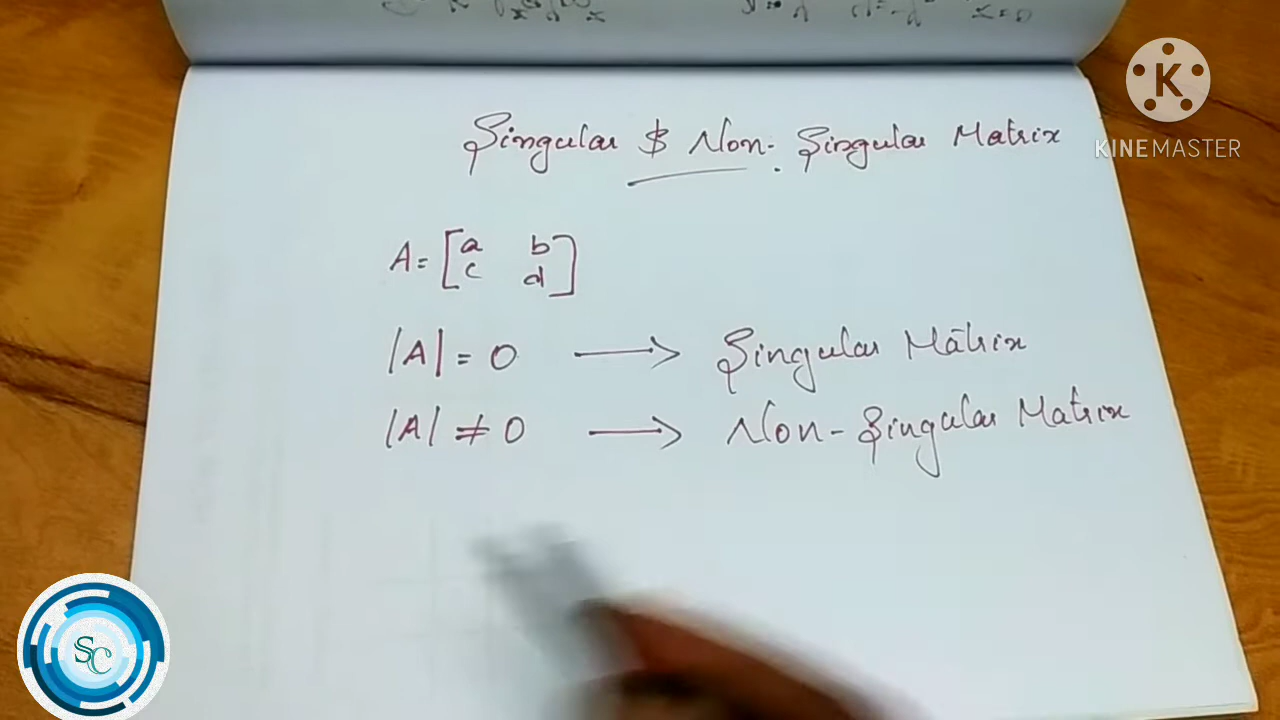 Singular & Non-Singular Matrix
KINEMASTER
A = [a b
c d]
|A| = 0 → Singular Matrix
|A| ≠ 0 → Non-Singular Matrix
SC